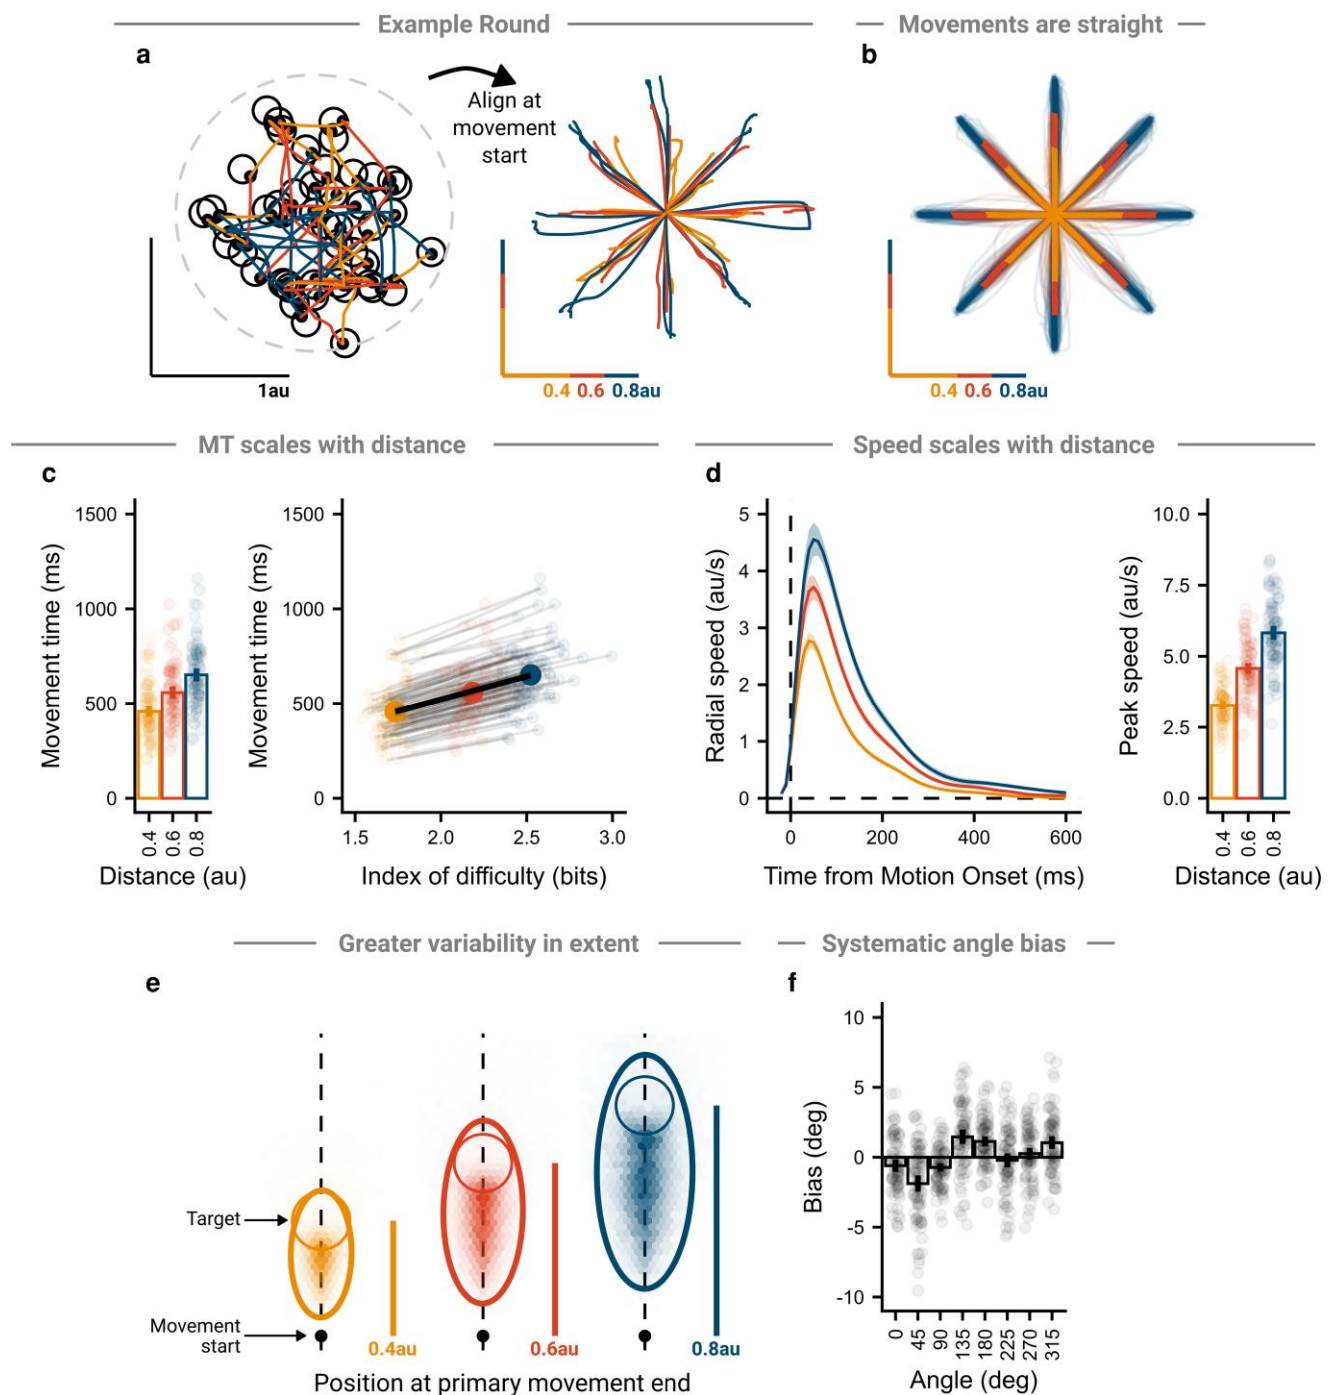 Example Round
Movements are straight
a
Align at
movement
start
b
1au
0.4 0.6 0.8au
0.4 0.6 0.8au
MT scales with distance
Speed scales with distance
c
Movement time (ms)
1500
1000
500
0
0.4
0.6
0.8
Distance (au)
Movement time (ms)
1500
1000
500
0
1.5
2.0
2.5
3.0
Index of difficulty (bits)
d
Radial speed (au/s)
5
4
3
2
1
0
0
200
400
600
Time from Motion Onset (ms)
Peak speed (au/s)
10.0
7.5
5.0
2.5
0.0
0.4
0.6
0.8
Distance (au)
Greater variability in extent
Systematic angle bias
e
Target
Movement
start
0.4au
0.6au
0.8au
Position at primary movement end
f
Bias (deg)
10
5
0
-5
-10
0
45
90
135
180
225
270
315
Angle (deg)